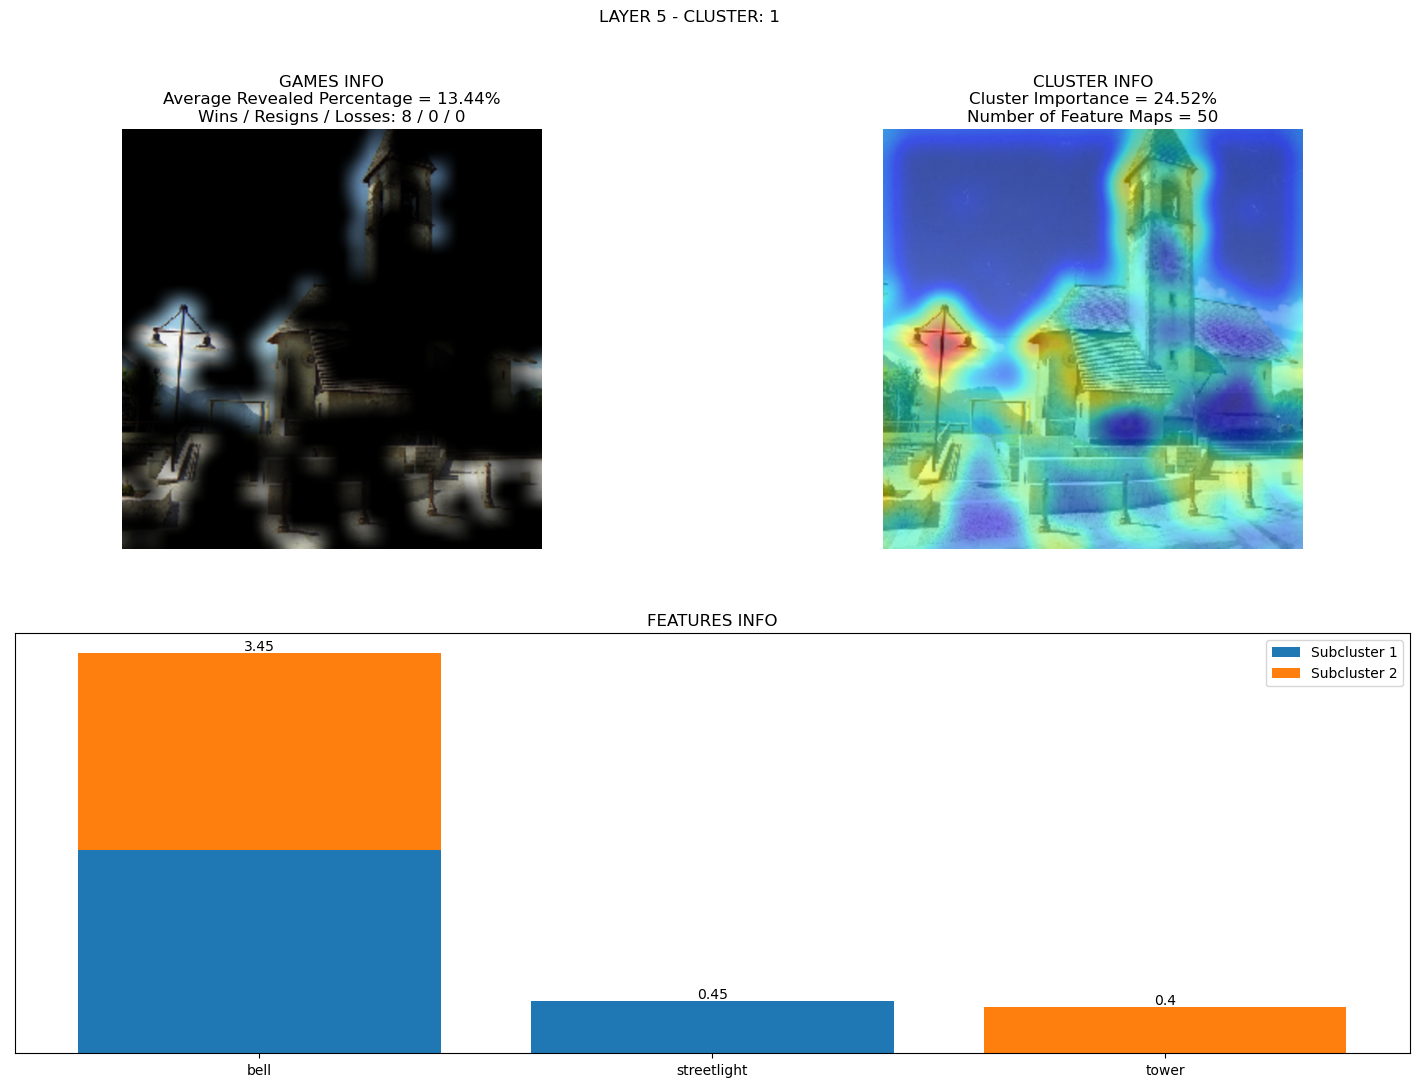 LAYER 5 - CLUSTER: 1
GAMES INFO
Average Revealed Percentage = 13.44%
Wins / Resigns / Losses: 8 / 0 / 0
CLUSTER INFO
Cluster Importance = 24.52%
Number of Feature Maps = 50
FEATURES INFO
3.45
0.45
0.4
Subcluster 1
Subcluster 2
bell
streetlight
tower